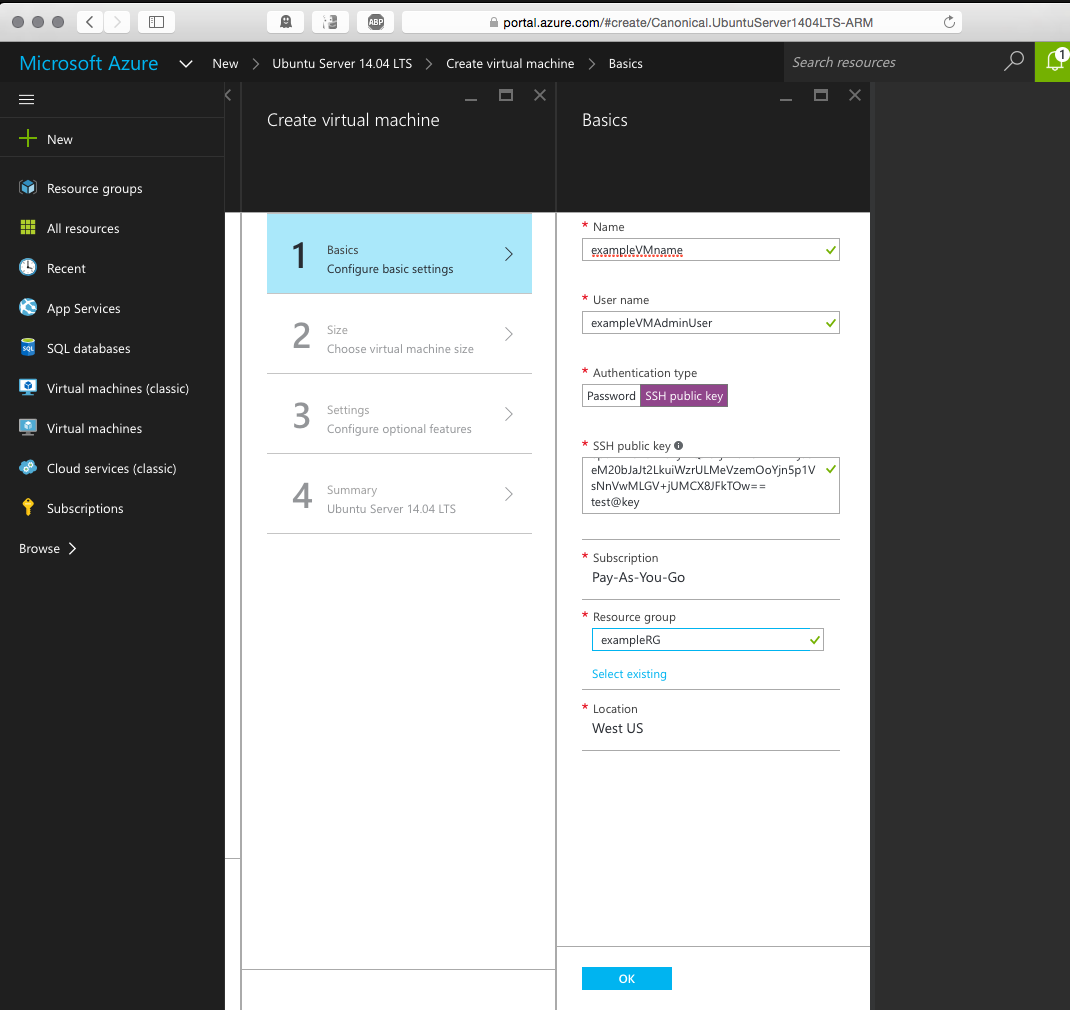 portal.azure.com/#create/Canonical.UbuntuServer1404LTS-ARM
ABP
Microsoft Azure
New
Ubuntu Server 14.04 LTS
Create virtual machine
Basics
Search resources
1
New
Resource groups
All resources
Recent
App Services
SQL
SQL databases
Virtual machines (classic)
Virtual machines
Cloud services (classic)
Subscriptions
Browse
Create virtual machine
1
Basics
Configure basic settings
2
Size
Choose virtual machine size
3
Settings
Configure optional features
4
Summary
Ubuntu Server 14.04 LTS
Basics
* Name
exampleVMname
* User name
exampleVMAdminUser
* Authentication type
Password SSH public key
* SSH public key
eM20bJaJt2LkuiWzrULMeVzemOoYjn5p1V
sNnVwMLGV+jUMCX8JFkTOw==
test@key
* Subscription
Pay-As-You-Go
* Resource group
exampleRG
Select existing
* Location
West US
OK